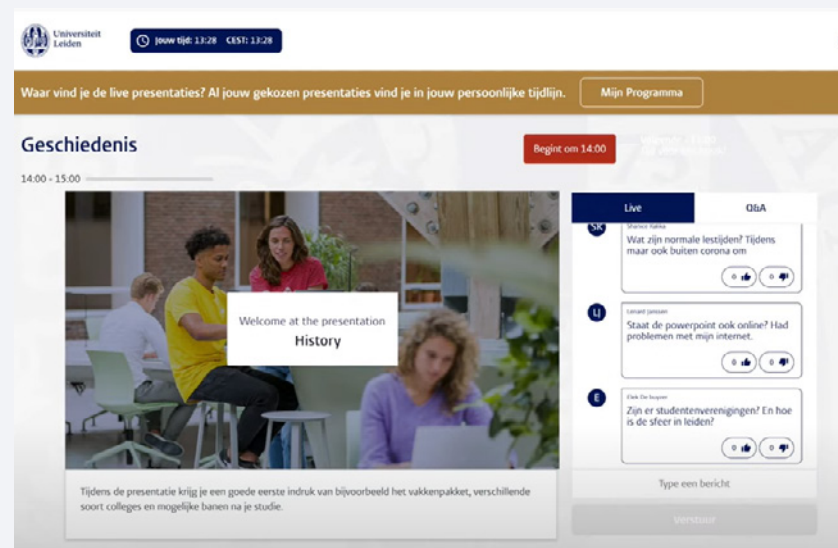 Universiteit
Leiden
Jouw tijd: 13:28 CEST: 13:28
Waar vind je de live presentaties? Al jouw gekozen presentaties vind je in jouw persoonlijke tijdlijn.
Mijn Programma
Geschiedenis
Begint om 14:00
14:00 - 15:00
Welcome at the presentation
History
Tijdens de presentatie krijg je een goede eerste indruk van bijvoorbeeld het vakkenpakket, verschillende
soort colleges en mogelijke banen na je studie.
Live
Q&A
SK
Wat zijn normale lestijden? Tijdens
maar ook buiten corona om
0 0
LJ
Lenard Janssen
Staat de powerpoint ook online? Had
problemen met mijn internet.
0 0
E
Zijn er studentenverenigingen? En hoe
is de sfeer in leiden?
0 0
Type een bericht
Verstuur